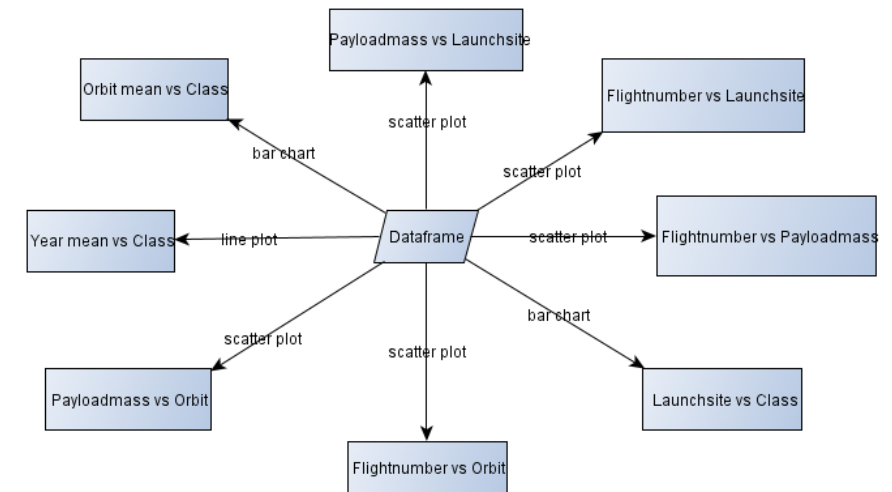 Payloadmass vs Launchsite
Orbit mean vs Class
Flightnumber vs Launchsite
scatter plot
bar chart
scatter plot
Year mean vs Class
line plot
Dataframe
scatter plot
Flightnumber vs Payloadmass
scatter plot
scatter plot
bar chart
Payloadmass vs Orbit
Launchsite vs Class
Flightnumber vs Orbit